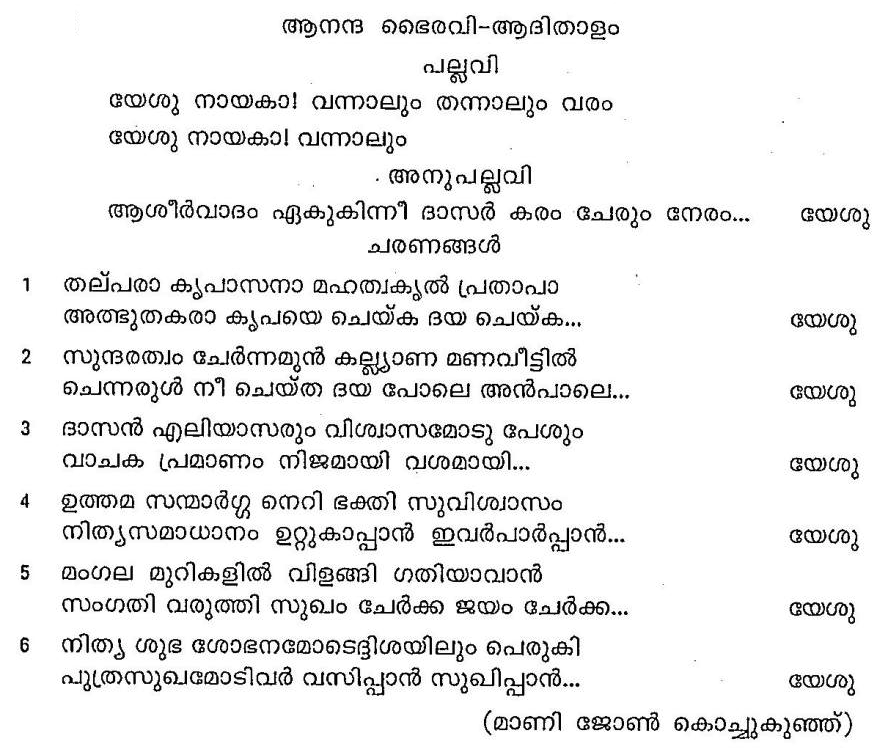 ആനന്ദ ഭൈരവി-ആദിതാളം
പല്ലവി
യേശു നായകാ! വന്നാലും തന്നാലും വരം
യേശു നായകാ! വന്നാലും
അനുപല്ലവി
ആശീർവാദം ഏകുകിന്നീ ദാസർ കരം ചേരും നേരം... യേശു
ചരണങ്ങൾ
1 തല്പരാ കൃപാസനാ മഹത്വകൃൽ പ്രതാപാ
അത്ഭുതകരാ കൃപയെ ചെയ്ക ദയ ചെയ്ക... യേശു
2 സുന്ദരത്വം ചേർന്നമുൻ കല്ല്യാണ മണവീട്ടിൽ
ചെന്നരുൾ നീ ചെയ്ത ദയ പോലെ അൻപാലെ... യേശു
3 ദാസൻ എലിയാസരും വിശ്വാസമോടു പേശും
വാചക പ്രമാണം നിജമായി വശമായി... യേശു
4 ഉത്തമ സന്മാർഗ്ഗ നെറി ഭക്തി സുവിശ്വാസം
നിത്യസമാധാനം ഉറ്റുകാപ്പാൻ ഇവർപാർപ്പാൻ... യേശു
5 മംഗല മുറികളിൽ വിളങ്ങി ഗതിയാവാൻ
സംഗതി വരുത്തി സുഖം ചേർക്ക ജയം ചേർക്ക... യേശു
6 നിത്യ ശുഭ ശോഭനമോടെദ്ദിശയിലും പെരുകി
പുത്രസുഖമോടിവർ വസിപ്പാൻ സുഖിപ്പാൻ... യേശു
(മാണി ജോൺ കൊച്ചുകുഞ്ഞ്)